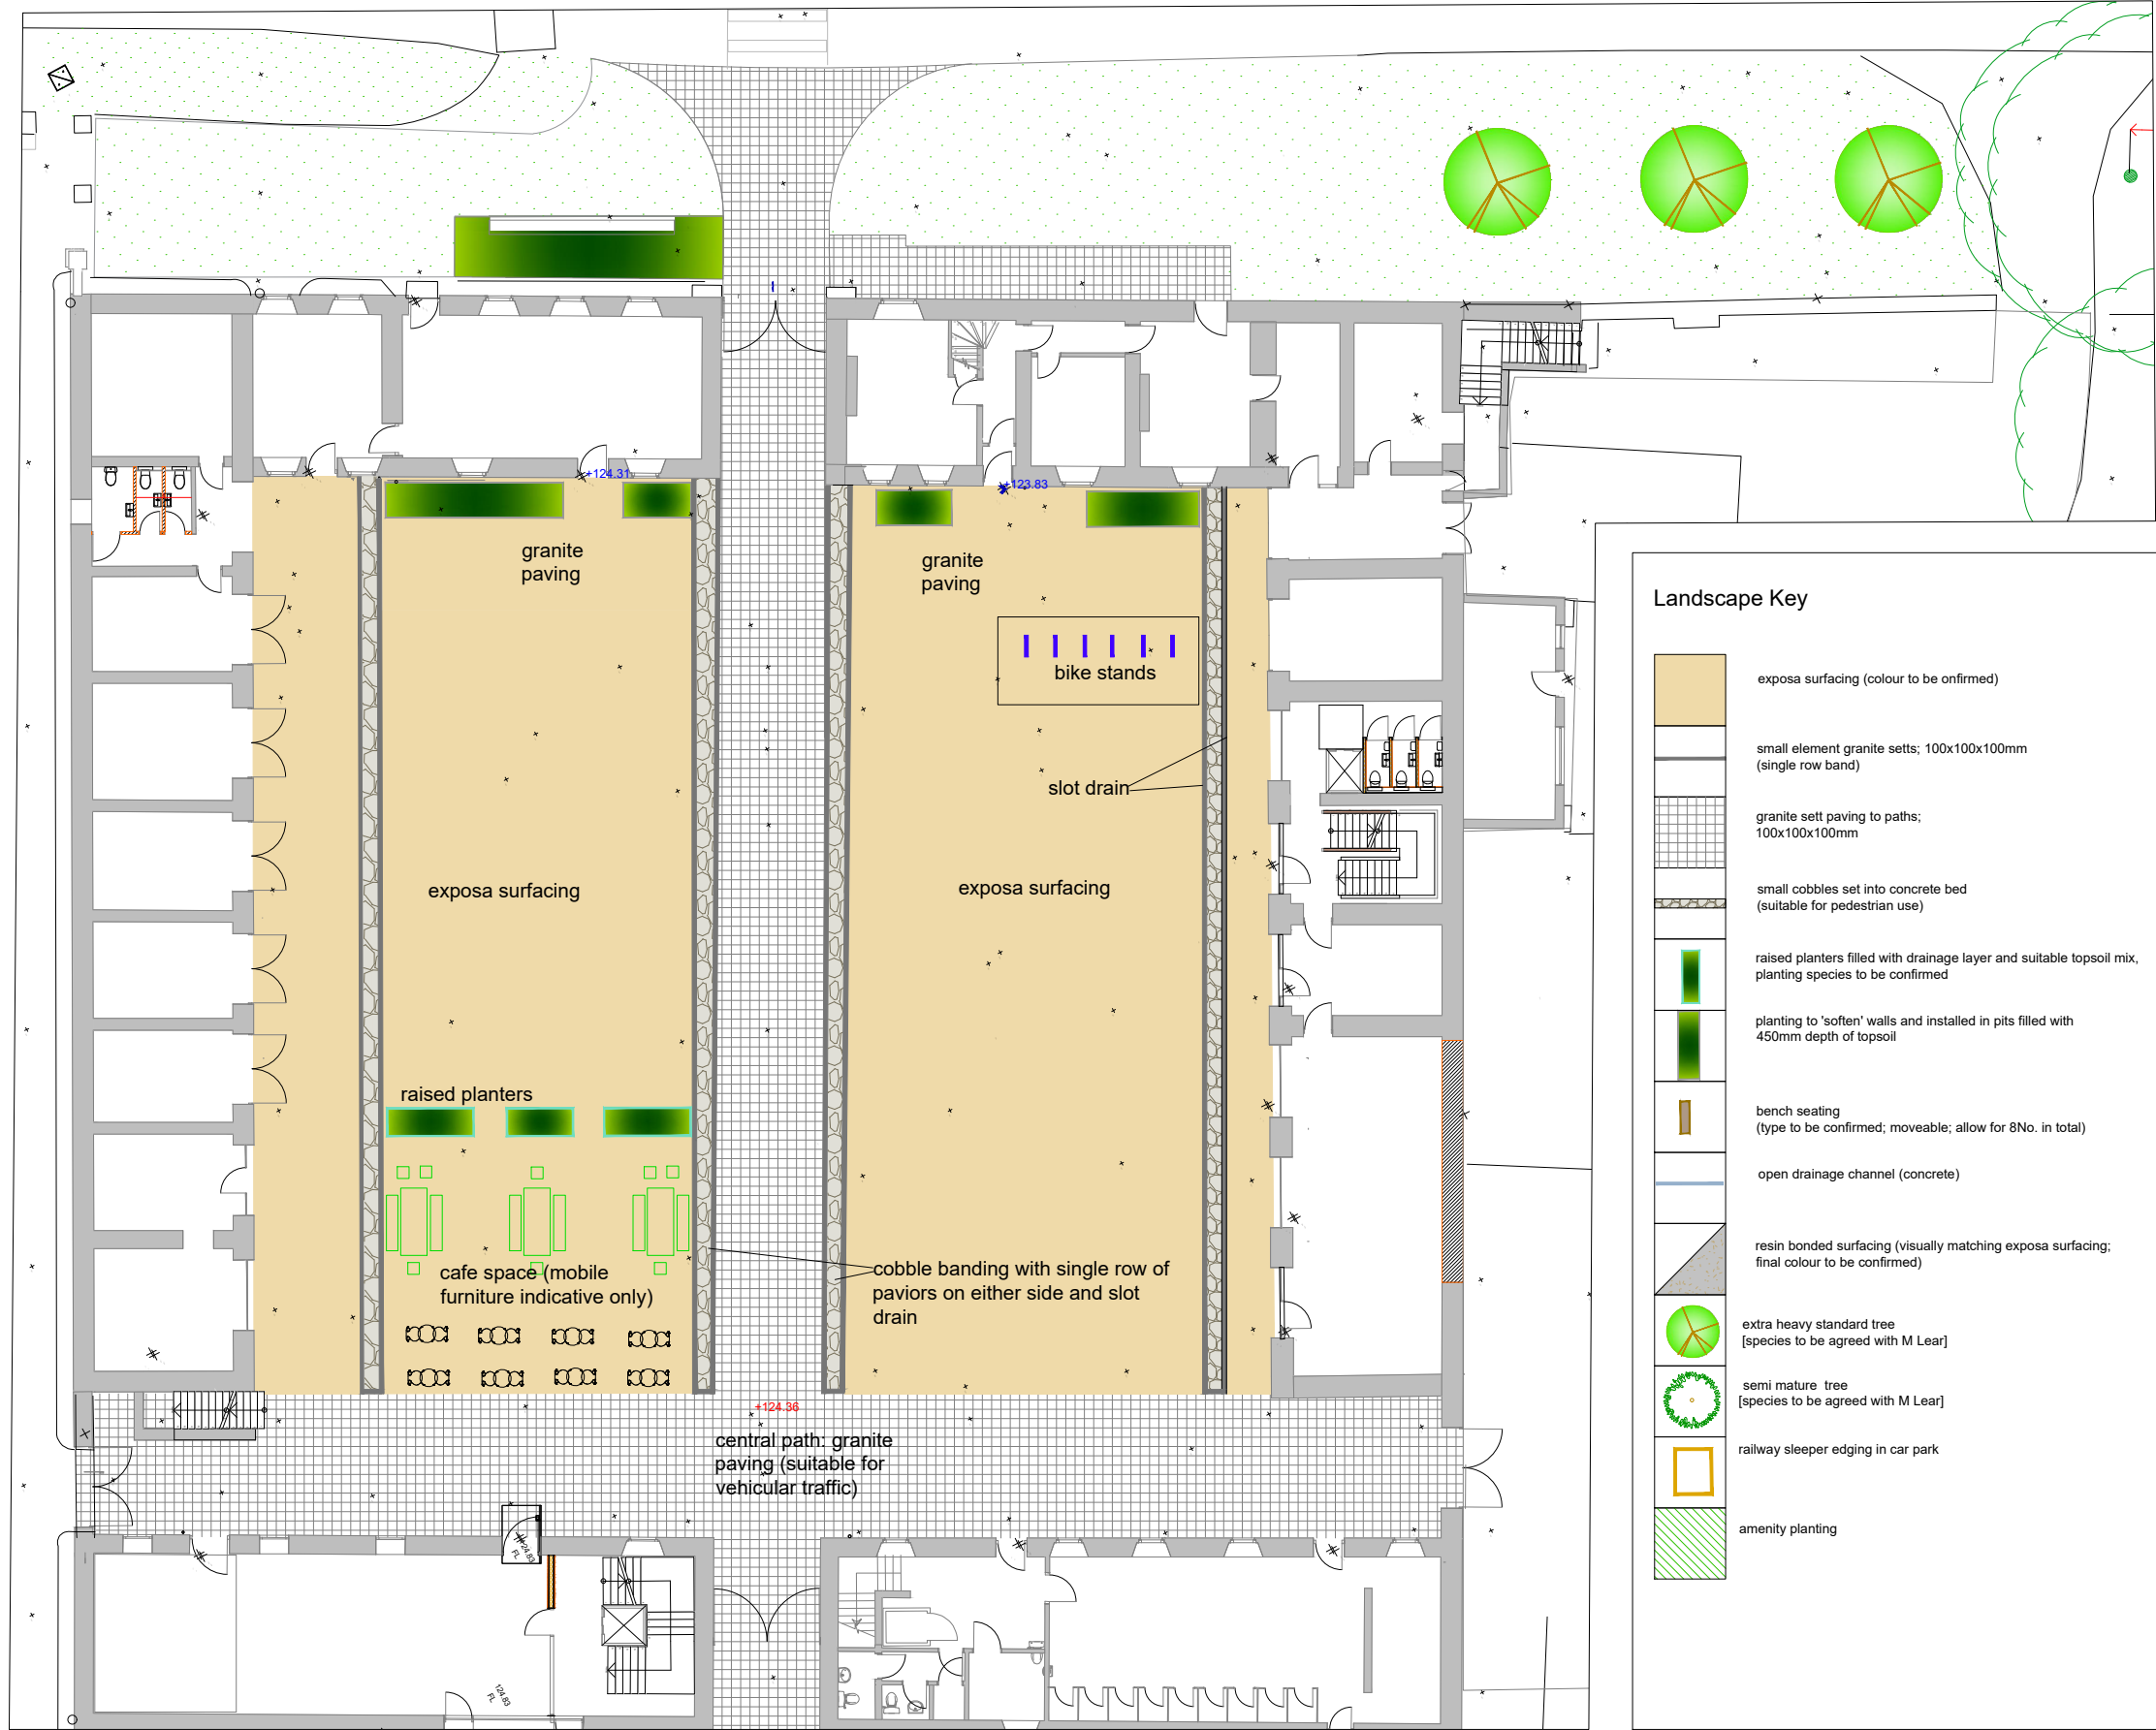 +124.31
+123.83
granite
paving
granite
paving
bike stands
slot drain
exposa surfacing
exposa surfacing
raised planters
cafe space (mobile
furniture indicative only)
cobble banding with single row of
paviors on either side and slot
drain
+124.36
central path: granite
paving (suitable for
vehicular traffic)
124.83
FL
124.83
FL
Landscape Key
exposa surfacing (colour to be onfirmed)
small element granite setts; 100x100x100mm
(single row band)
granite sett paving to paths;
100x100x100mm
small cobbles set into concrete bed
(suitable for pedestrian use)
raised planters filled with drainage layer and suitable topsoil mix,
planting species to be confirmed
planting to 'soften' walls and installed in pits filled with
450mm depth of topsoil
bench seating
(type to be confirmed; moveable; allow for 8No. in total)
open drainage channel (concrete)
resin bonded surfacing (visually matching exposa surfacing;
final colour to be confirmed)
extra heavy standard tree
[species to be agreed with M Lear]
semi mature tree
[species to be agreed with M Lear]
railway sleeper edging in car park
amenity planting